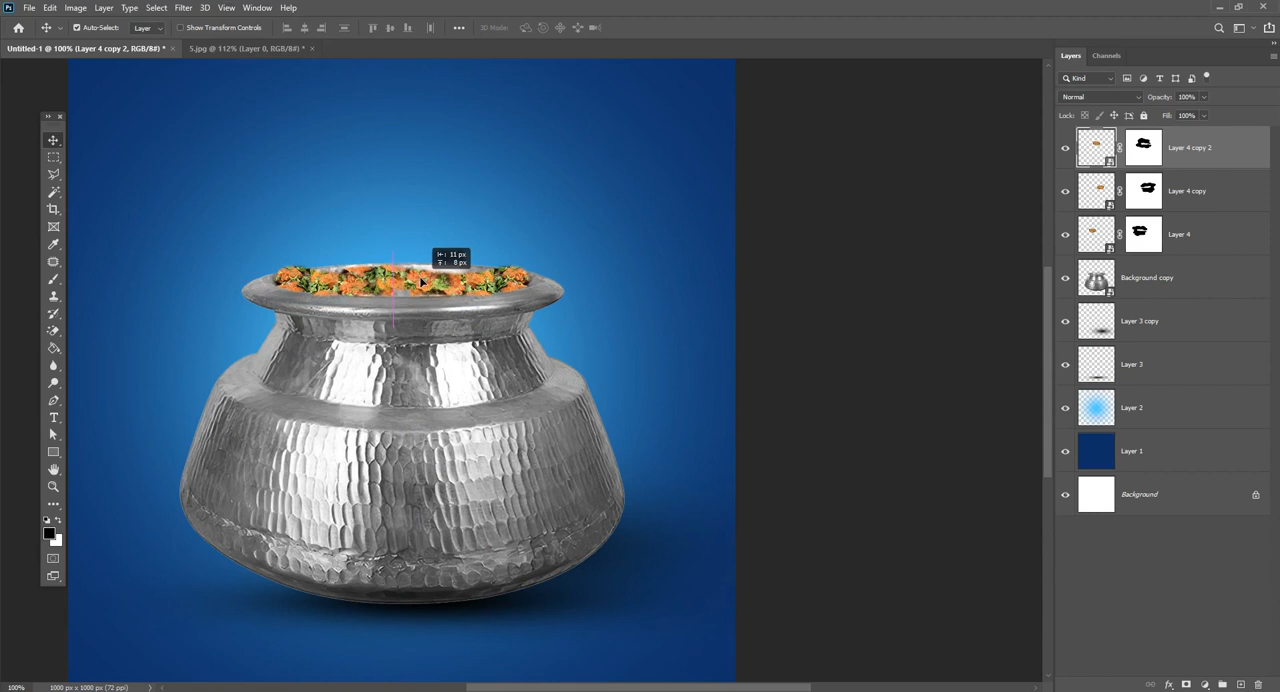 Ps File Edit Image Layer Type Select Filter 3D View Window Help
Auto-Select: Layer Show Transform Controls 3D Mode:
Untitled-1 @ 100% (Layer 4 copy 2, RGB/8#) * 5.jpg @ 112% (Layer 0, RGB/8#) *
Layers Channels
Kind
Normal Opacity: 100%
Lock: Fill: 100%
Layer 4 copy 2
Layer 4 copy
Layer 4
Background copy
Layer 3 copy
Layer 3
Layer 2
Layer 1
Background
11 px
8 px
T
100% 1000 px x 1000 px (72 ppi)
fx